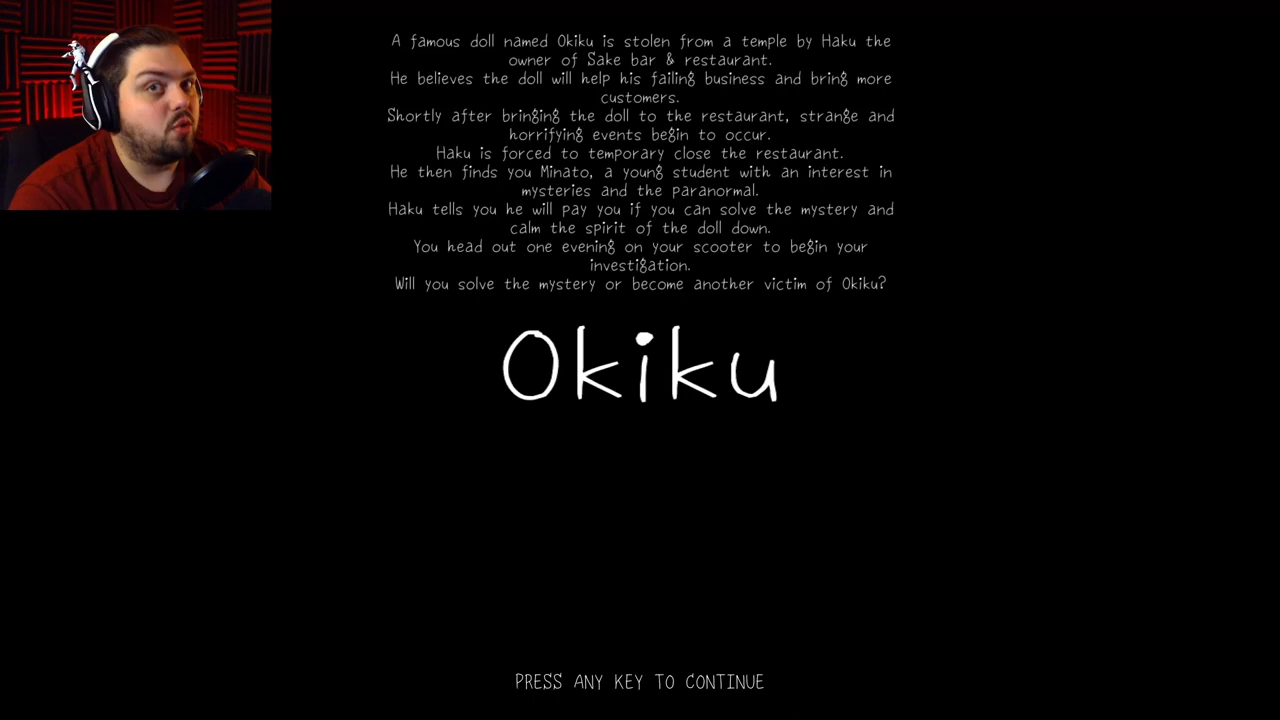 A famous doll named Okiku is stolen from a temple by Haku the
owner of Sake bar & restaurant.
He believes the doll will help his failing business and bring more
customers.
Shortly after bringing the doll to the restaurant, strange and
horrifying events begin to occur.
Haku is forced to temporary close the restaurant.
He then finds you Minato, a young student with an interest in
mysteries and the paranormal.
Haku tells you he will pay you if you can solve the mystery and
calm the spirit of the doll down.
You head out one evening on your scooter to begin your
investigation.
Will you solve the mystery or become another victim of Okiku?
Okiku
PRESS ANY KEY TO CONTINUE